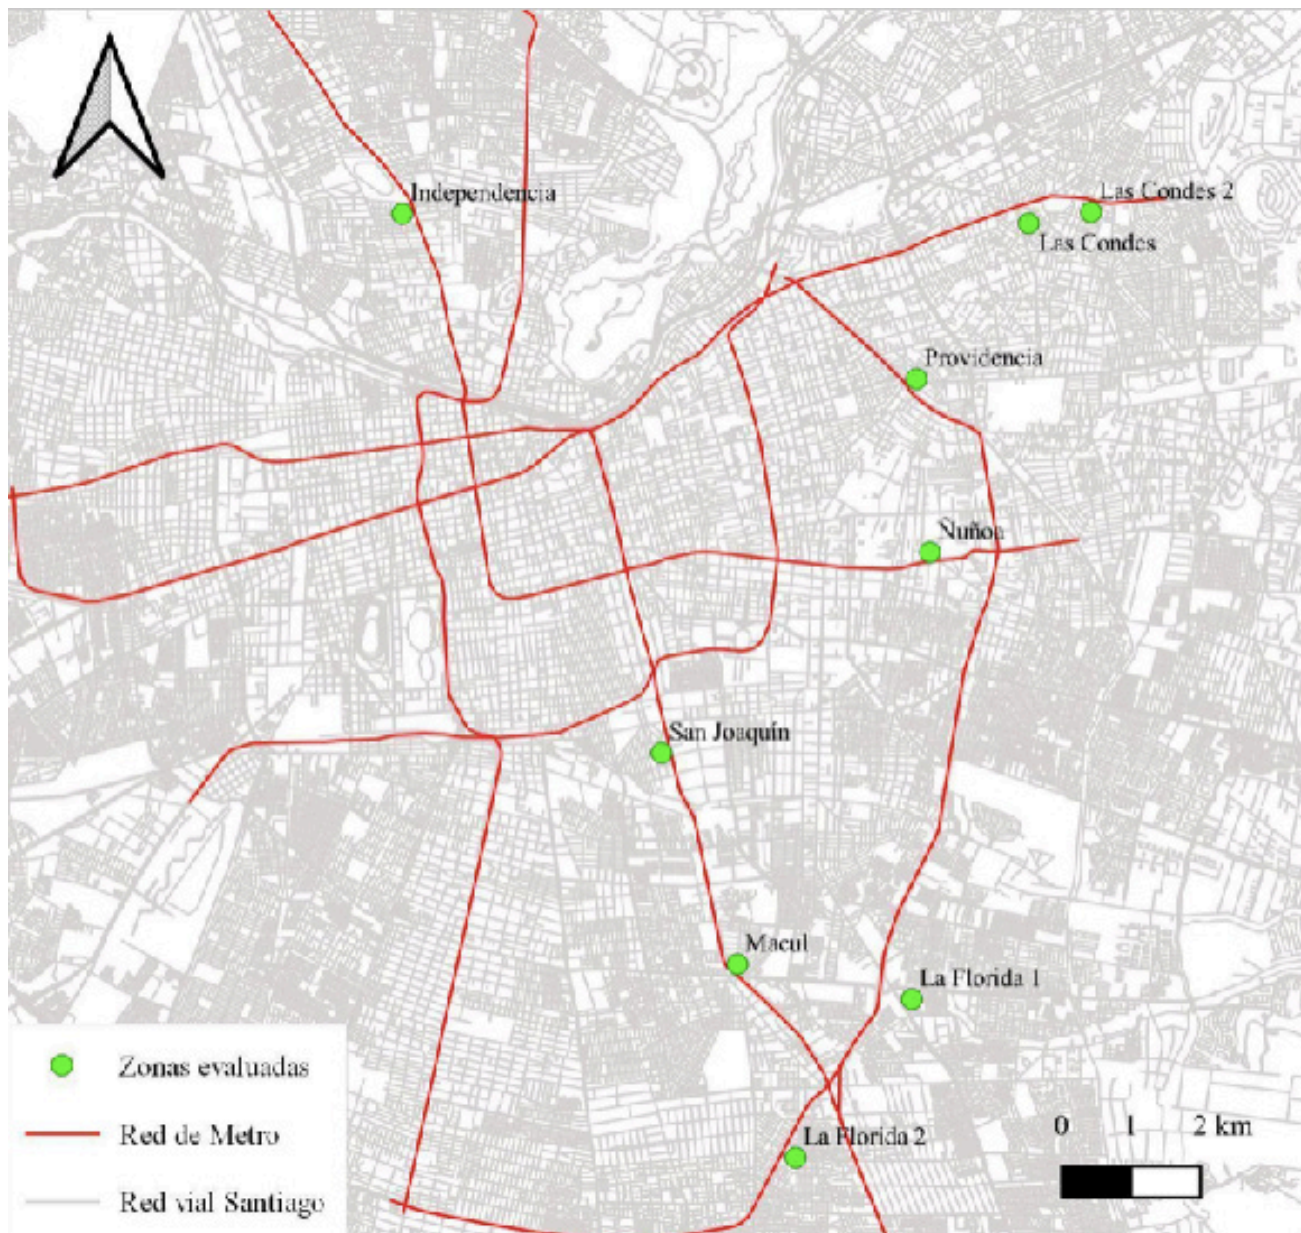 Independencia
Las Condes 2
Las Condes
Providencia
Ñuñoa
San Joaquín
Macul
La Florida 1
La Florida 2
Zonas evaluadas
Red de Metro
Red vial Santiago
0 1 2 km